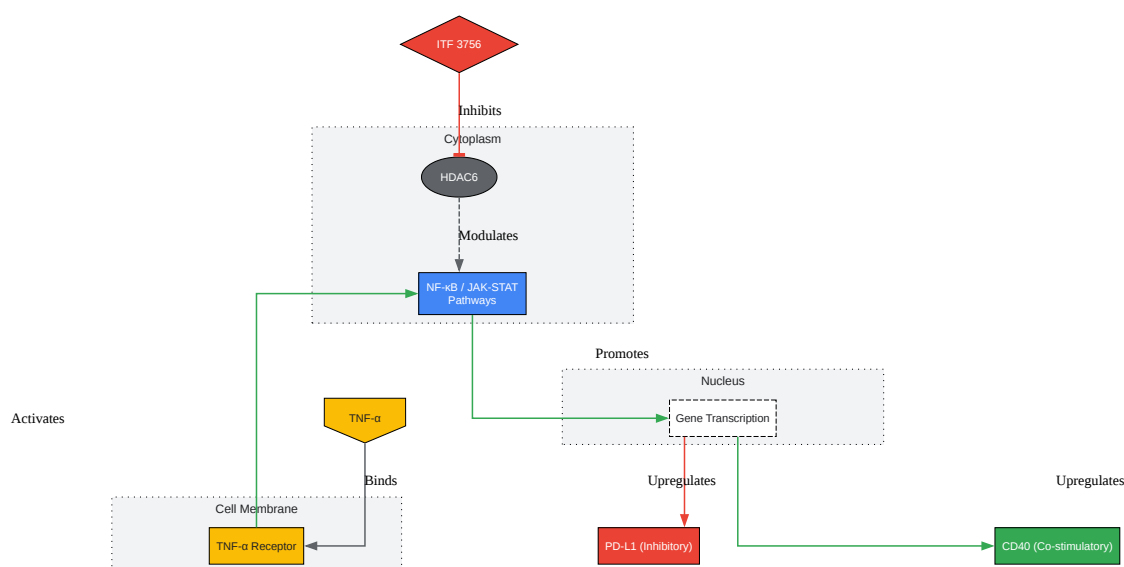 ITF 3756
Inhibits
Cytoplasm
HDAC6
Modulates
NF-κB / JAK-STAT
Pathways
Promotes
Nucleus
Activates
TNF-α
Gene Transcription
Binds
Upregulates
Upregulates
Cell Membrane
TNF-α Receptor
PD-L1 (Inhibitory)
CD40 (Co-stimulatory)